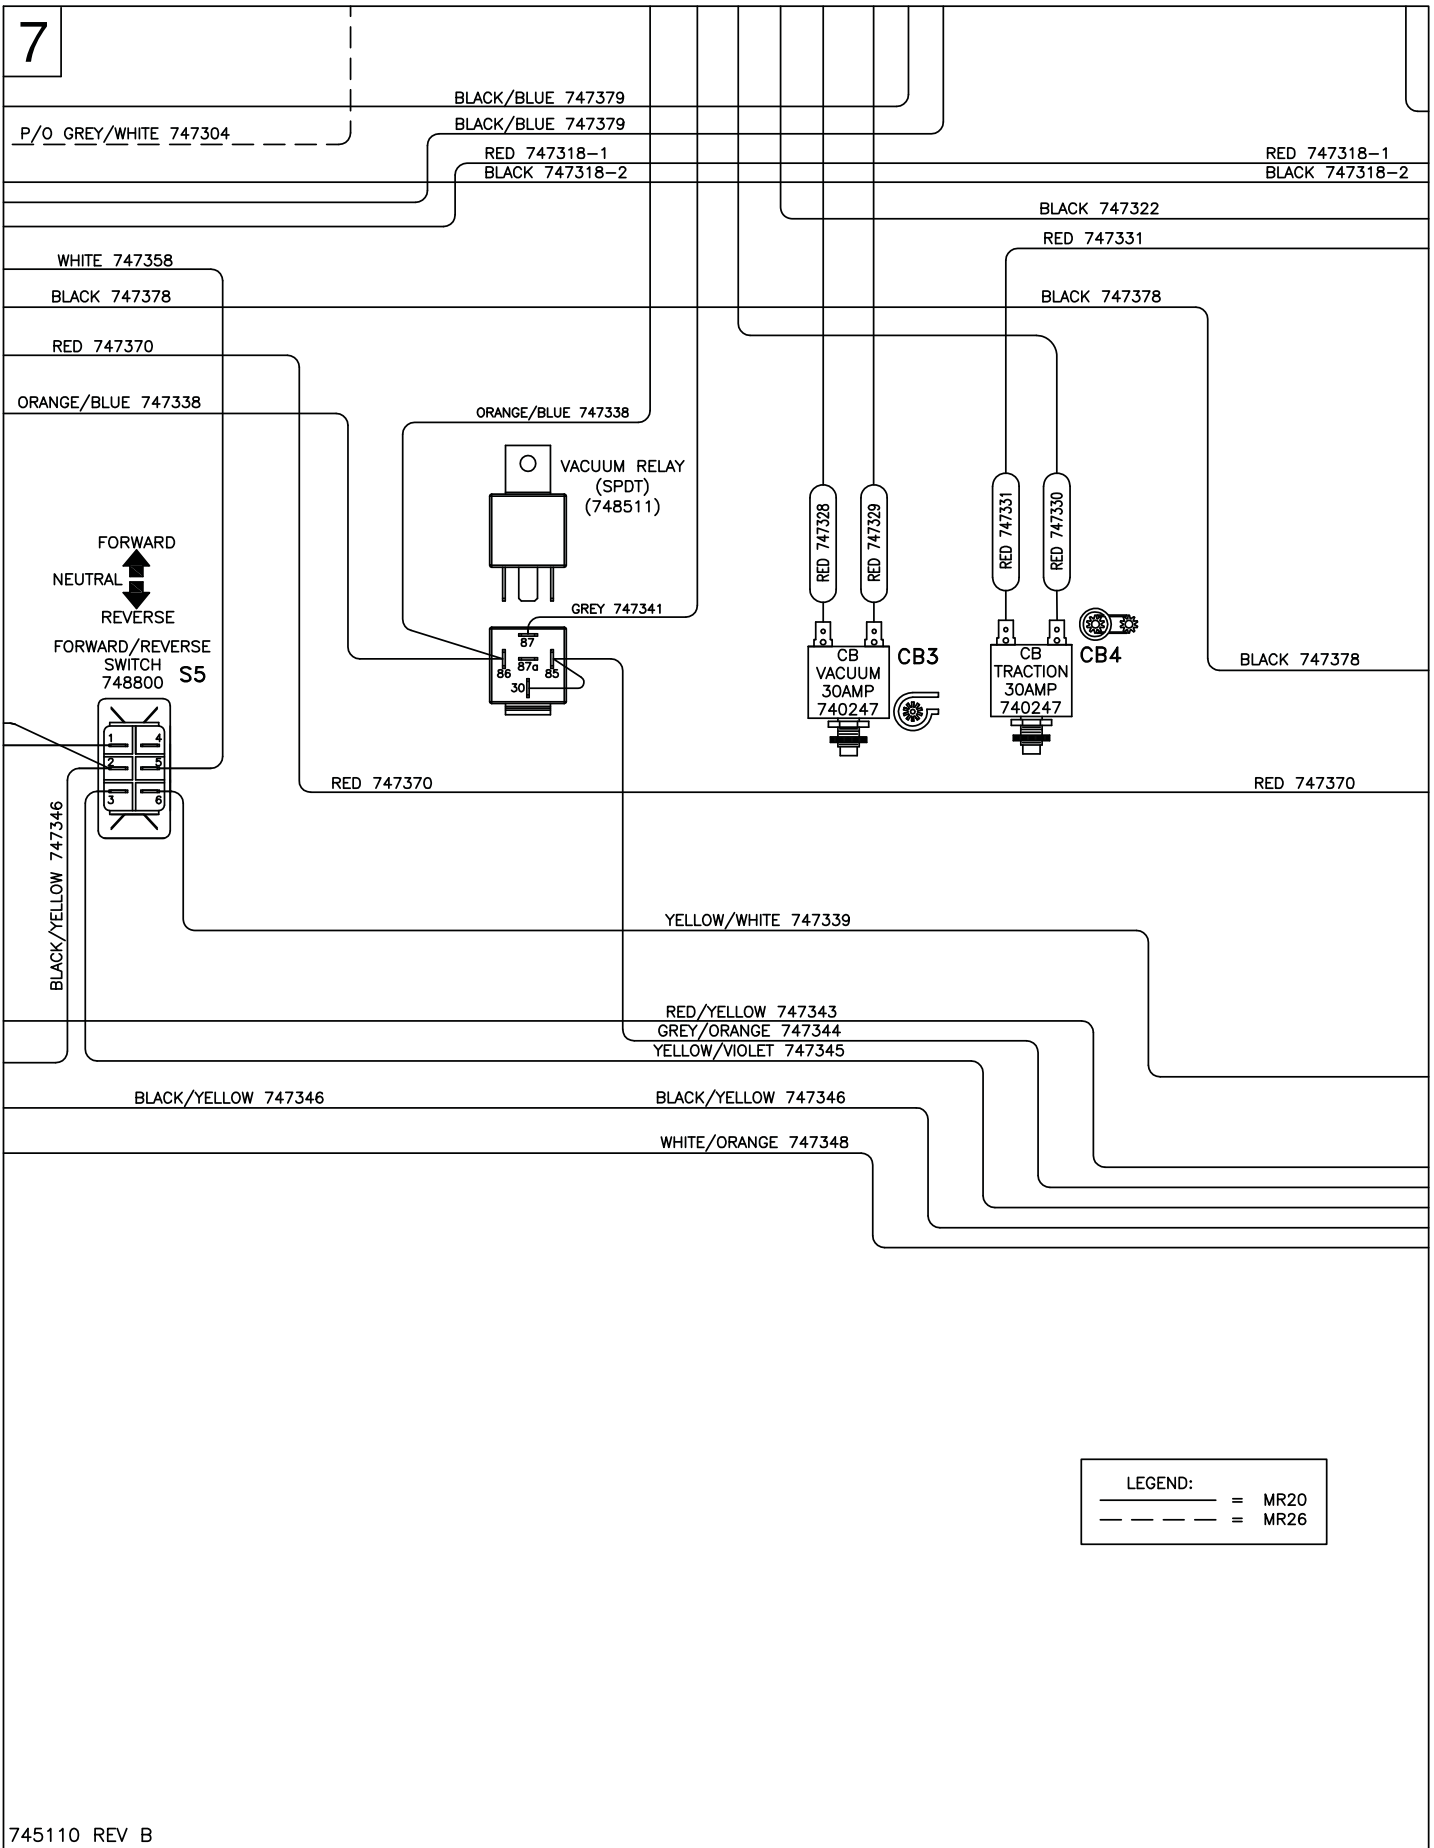 7
BLACK/BLUE 747379
BLACK/BLUE 747379
P/O GREY/WHITE 747304
RED 747318-1
RED 747318-1
BLACK 747318-2
BLACK 747318-2
BLACK 747322
RED 747331
WHITE 747358
BLACK 747378
BLACK 747378
RED 747370
ORANGE/BLUE 747338
ORANGE/BLUE 747338
VACUUM RELAY
(SPDT)
(748511)
RED 747328
RED 747329
RED 747331
RED 747330
FORWARD
NEUTRAL
REVERSE
GREY 747341
FORWARD/REVERSE
SWITCH
748800
S5
87
86
87a
85
30
CB
VACUUM
30AMP
740247
CB3
CB
TRACTION
30AMP
740247
CB4
BLACK 747378
1
4
2
5
3
6
RED 747370
RED 747370
BLACK/YELLOW 747346
YELLOW/WHITE 747339
RED/YELLOW 747343
GREY/ORANGE 747344
YELLOW/VIOLET 747345
BLACK/YELLOW 747346
BLACK/YELLOW 747346
WHITE/ORANGE 747348
LEGEND:
= MR20
= MR26
745110 REV B